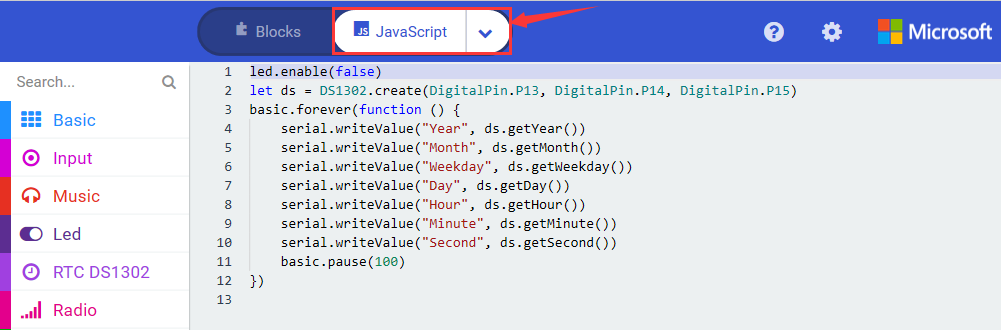 Blocks
JS JavaScript
?
Microsoft
Search...
Basic
Input
Music
Led
RTC DS1302
Radio
1 led.enable(false)
2 let ds = DS1302.create(DigitalPin.P13, DigitalPin.P14, DigitalPin.P15)
3 basic.forever(function () {
4     serial.writeValue("Year", ds.getYear())
5     serial.writeValue("Month", ds.getMonth())
6     serial.writeValue("Weekday", ds.getWeekday())
7     serial.writeValue("Day", ds.getDay())
8     serial.writeValue("Hour", ds.getHour())
9     serial.writeValue("Minute", ds.getMinute())
10     serial.writeValue("Second", ds.getSecond())
11     basic.pause(100)
12 })
13